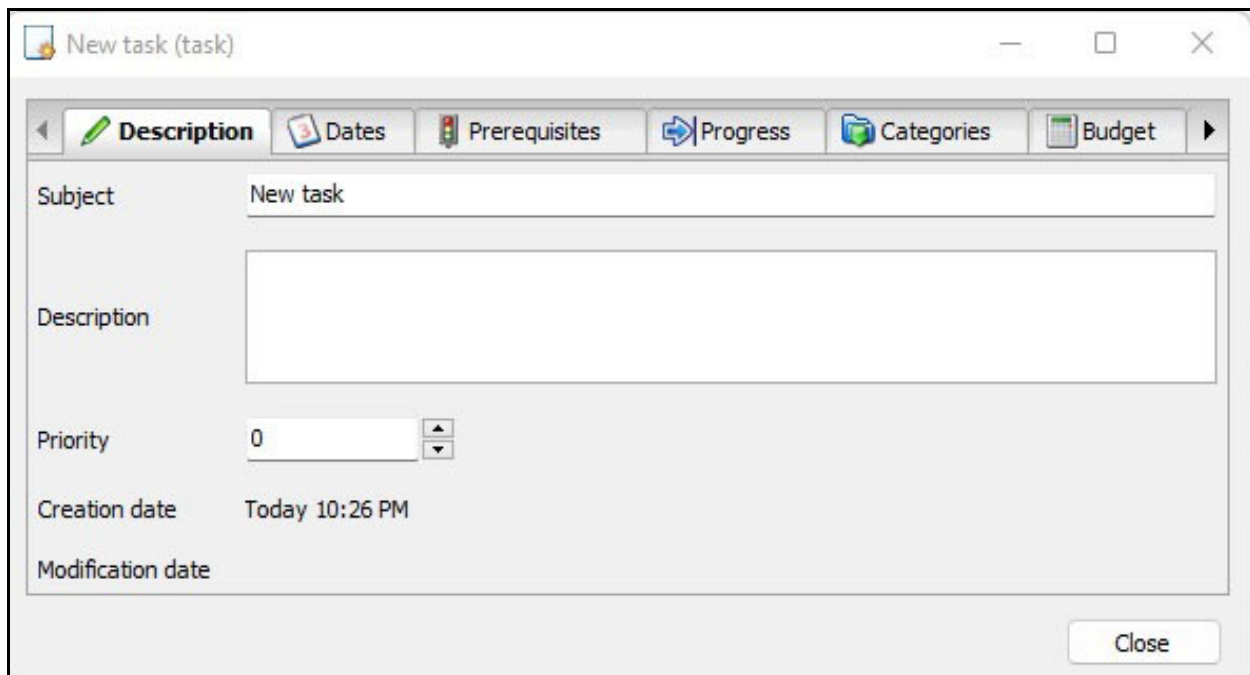 New task (task)
Description Dates Prerequisites Progress Categories Budget
Subject New task
Description
Priority 0
Creation date Today 10:26 PM
Modification date
Close